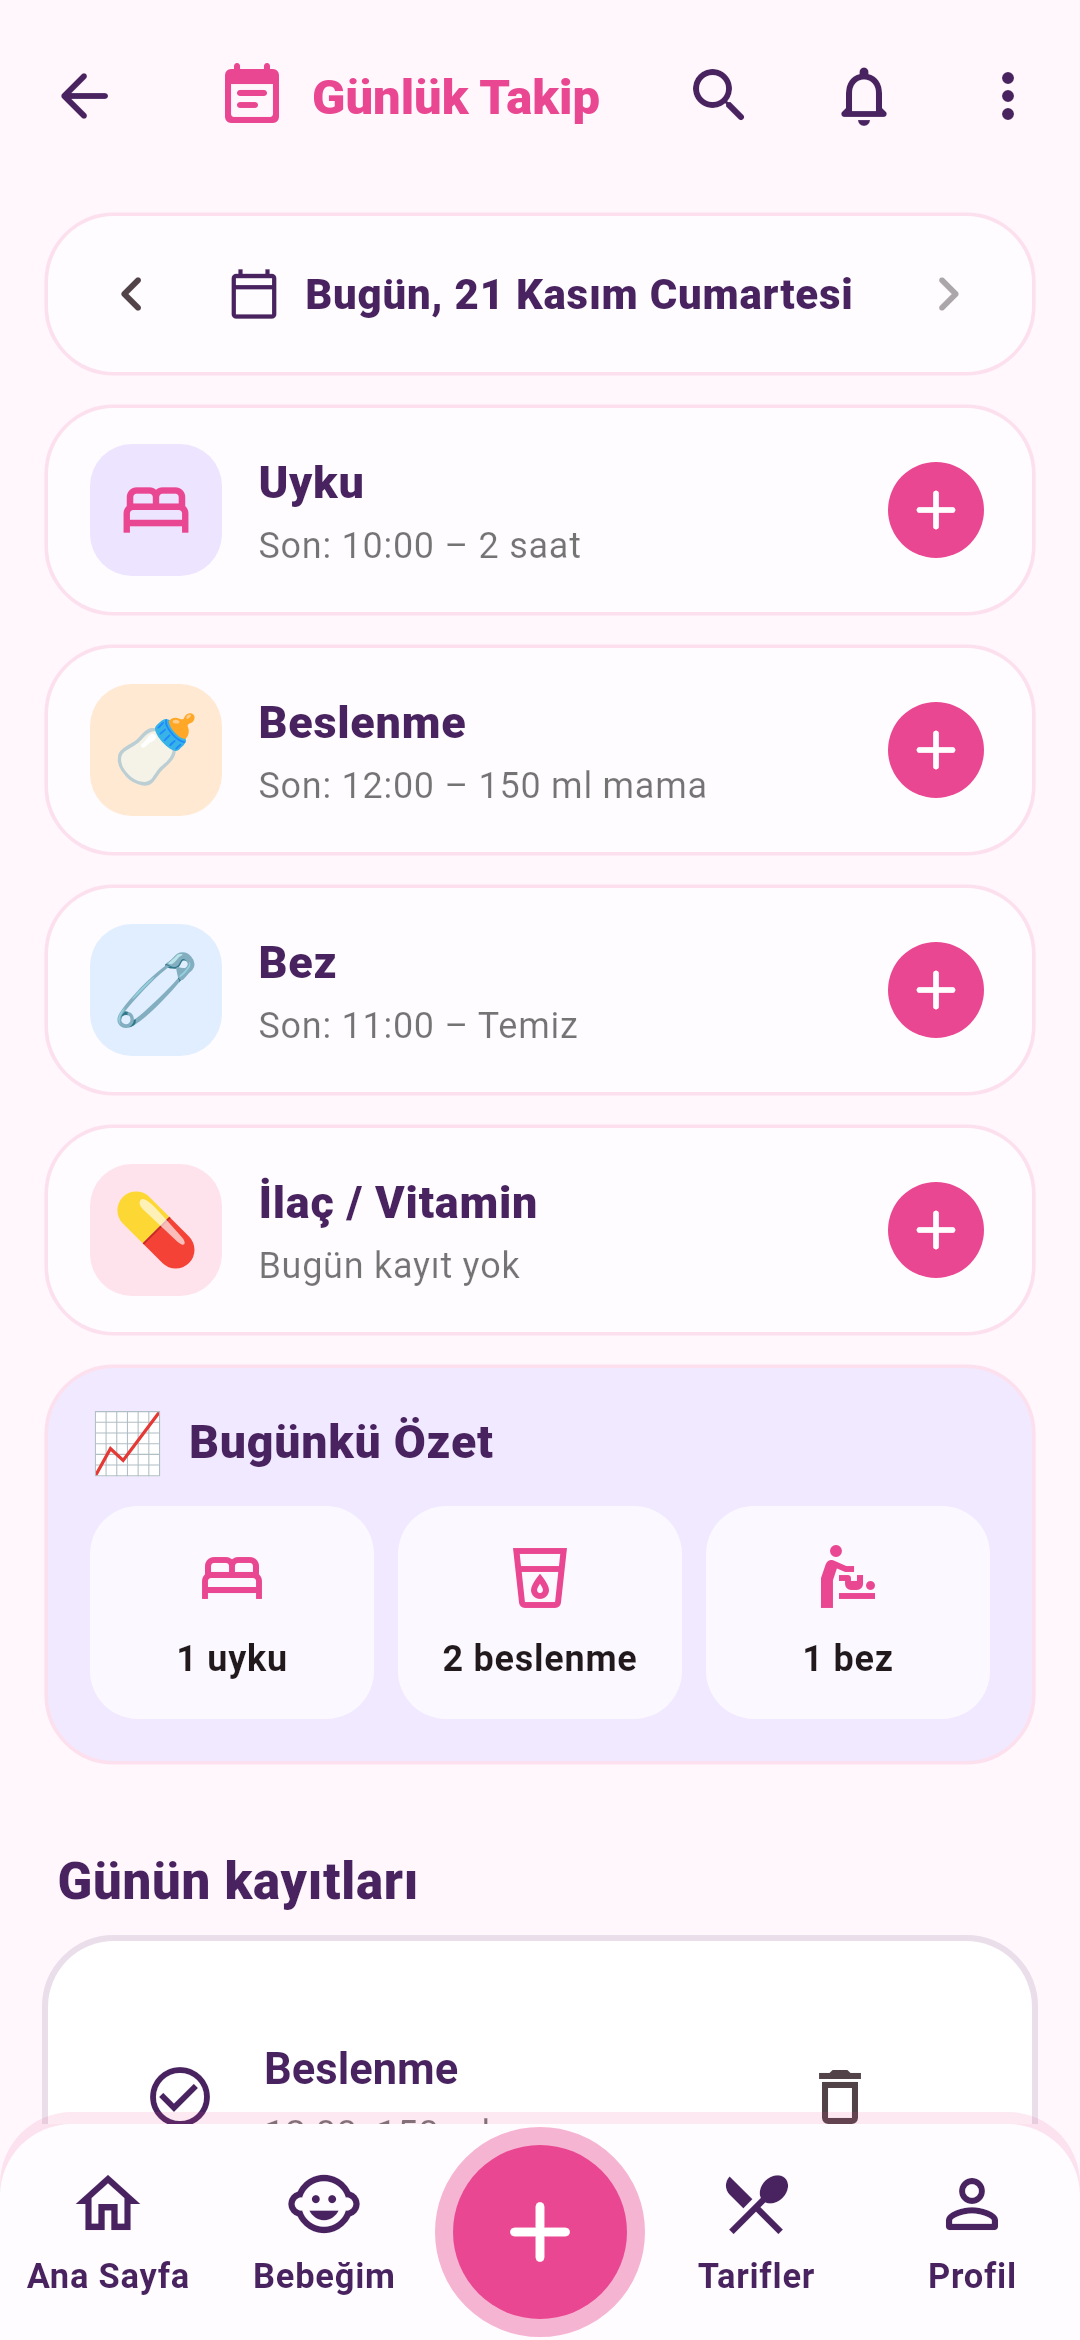 Günlük Takip
Bugün, 21 Kasım Cumartesi
Uyku
Son: 10:00 – 2 saat
Beslenme
Son: 12:00 – 150 ml mama
Bez
Son: 11:00 – Temiz
İlaç / Vitamin
Bugün kayıt yok
Bugünkü Özet
1 uyku
2 beslenme
1 bez
Günün kayıtları
Beslenme
Ana Sayfa
Bebeğim
Tarifler
Profil